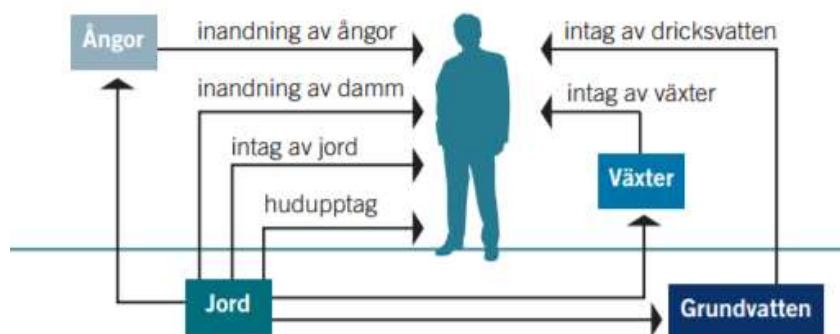 Ångor
inandning av ångor
intag av dricksvatten
inandning av damm
intag av växter
intag av jord
Växter
hudupptag
Jord
Grundvatten